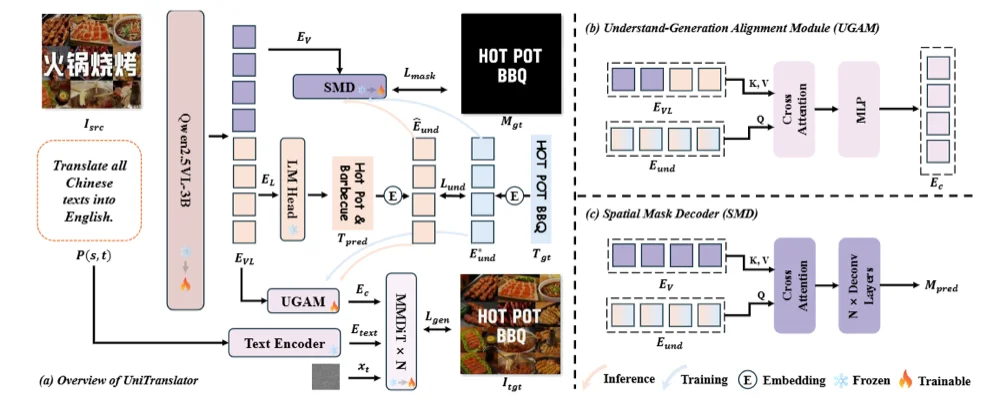 火锅烧烤
I_src
Translate all
Chinese
texts into
English.
P(s,t)
Qwen2.5VL-3B
E_V
SMD
L_mask
HOT POT
BBQ
M_gt
E_L
LM Head
Hot Pot &
Barbecue
T_pred
E
Ê_und
L_und
E*_und
E
HOT POT BBQ
T_gt
E_VL
UGAM
E_c
Text Encoder
E_text
x_t
MMDiT × N
L_gen
HOT POT
BBQ
I_tgt
(a) Overview of UniTranslator
(b) Understand-Generation Alignment Module (UGAM)
E_VL
K, V
E_und
Q
Cross
Attention
MLP
E_c
(c) Spatial Mask Decoder (SMD)
E_V
K, V
E_und
Q
Cross
Attention
N × Deconv
Layers
M_pred
Inference
Training
E Embedding
Frozen
Trainable